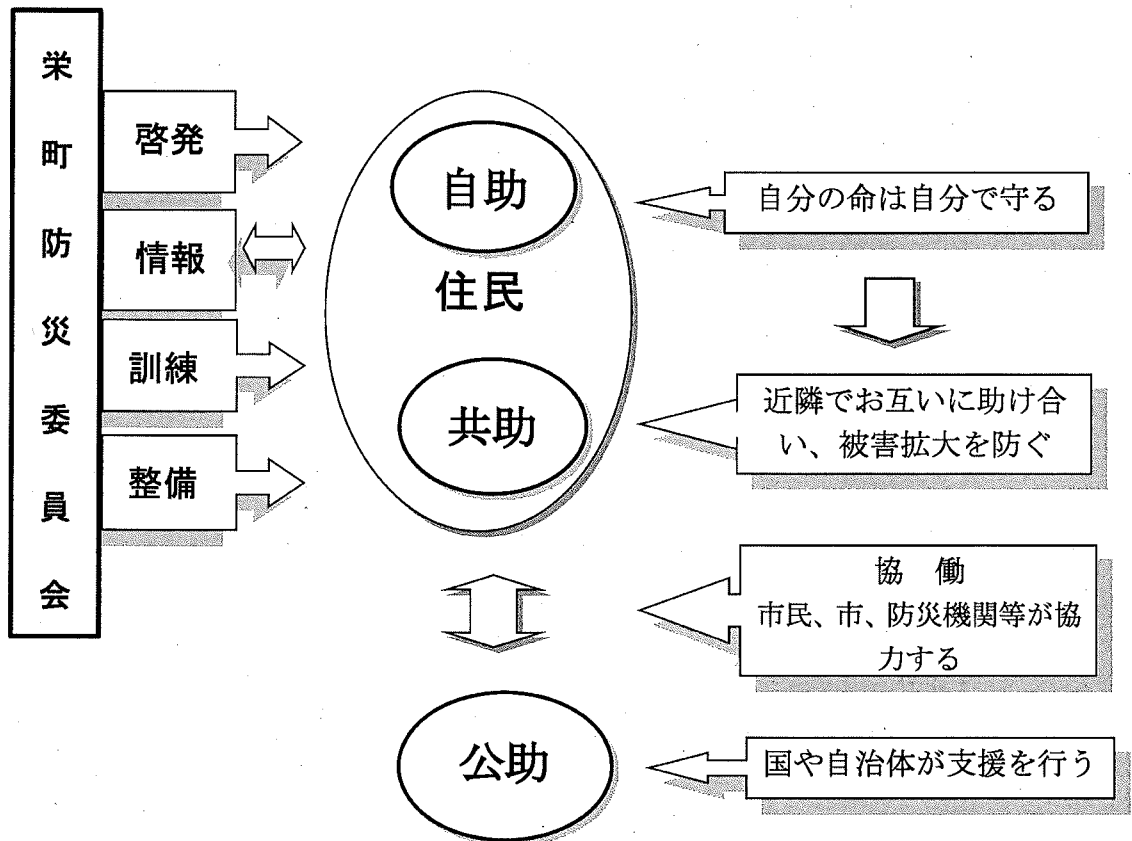 栄町防災委員会
啓発
情報
訓練
整備
自助
住民
共助
公助
自分の命は自分で守る
近隣でお互いに助け合
い、被害拡大を防ぐ
協　働
市民、市、防災機関等が協
力する
国や自治体が支援を行う